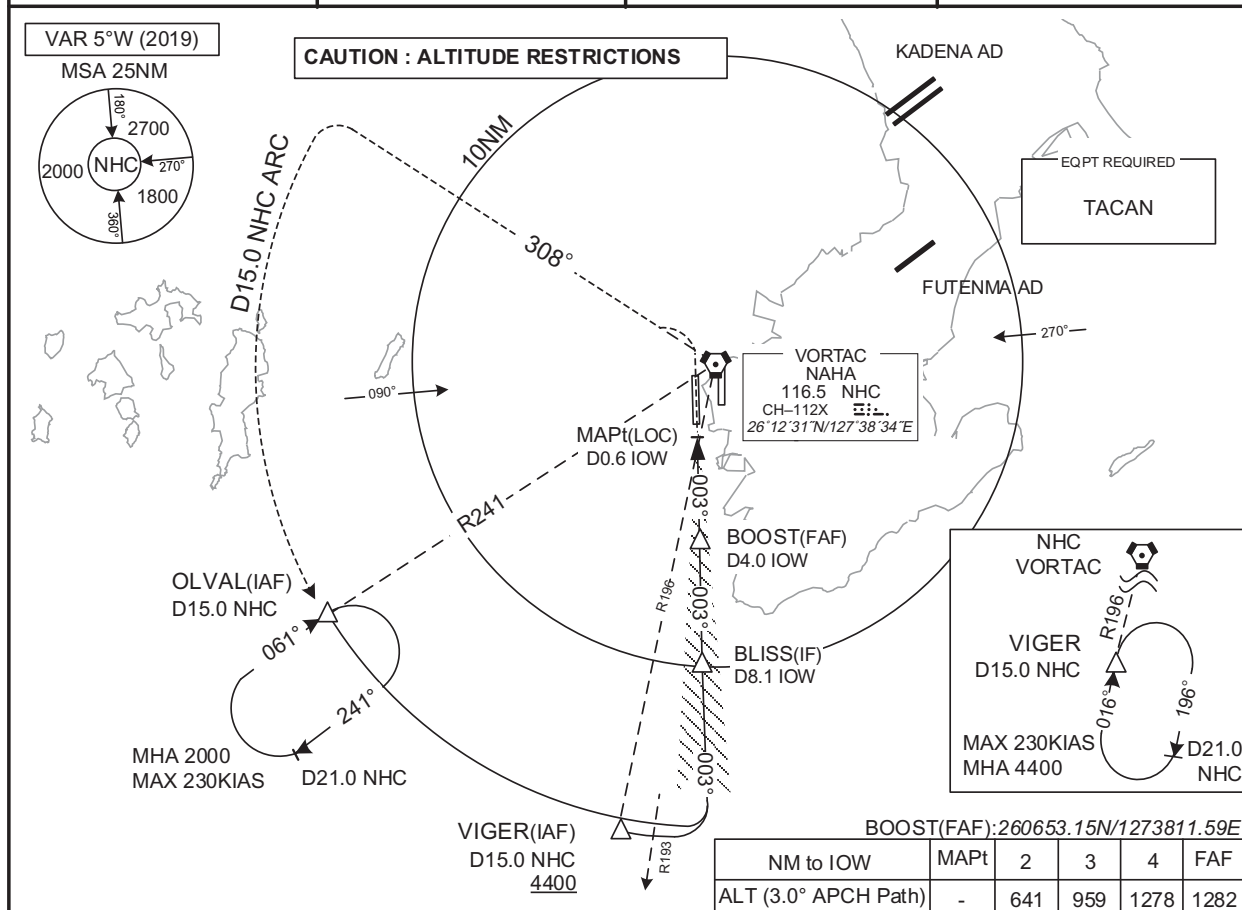 VAR 5°W (2019)
MSA 25NM
180°
2700
NHC
2000
270°
1800
360°
CAUTION : ALTITUDE RESTRICTIONS
KADENA AD
10NM
EQPT REQUIRED
TACAN
D15.0 NHC ARC
308°
FUTENMA AD
270°
090°
VORTAC
NAHA
116.5 NHC
CH–112X
26°12´31˝N/127°38´34˝E
MAPt(LOC)
D0.6 IOW
003°
R241
BOOST(FAF)
D4.0 IOW
R196
003°
OLVAL(IAF)
D15.0 NHC
061°
BLISS(IF)
D8.1 IOW
241°
003°
MHA 2000
MAX 230KIAS
D21.0 NHC
NHC
VORTAC
R196
VIGER
D15.0 NHC
016°
196°
MAX 230KIAS
MHA 4400
D21.0
NHC
VIGER(IAF)
D15.0 NHC
4400
R193
BOOST(FAF):260653.15N/1273811.59E
NM to IOW MAPt 2 3 4 FAF
ALT (3.0° APCH Path) - 641 959 1278 1282